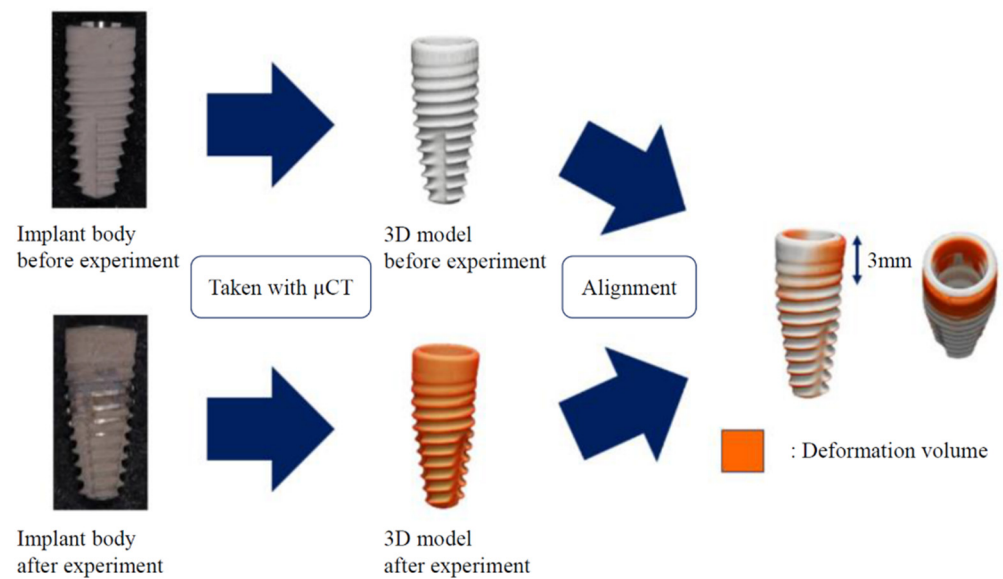 Implant body
before experiment
3D model
before experiment
Taken with μCT
Alignment
3mm
: Deformation volume
Implant body
after experiment
3D model
after experiment